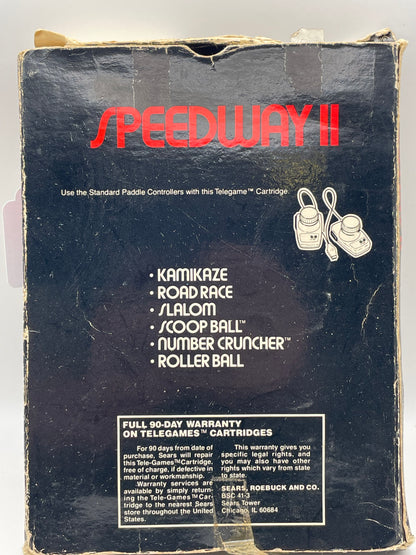 SPEEDWAY II
Use the Standard Paddle Controllers with this Telegame™ Cartridge.
• KAMIKAZE
• ROAD RACE
• SLALOM
• SCOOP BALL™
• NUMBER CRUNCHER™
• ROLLER BALL
FULL 90-DAY WARRANTY
ON TELEGAMES™ CARTRIDGES
For 90 days from date of
purchase, Sears will repair
this Tele-Games™ Cartridge,
free of charge, if defective in
material or workmanship.
Warranty services are
available by simply return-
ing the Tele-Games™ Car-
tridge to the nearest Sears
store throughout the United
States.
This warranty gives you
specific legal rights, and
you may also have other
rights which vary from state
to state.
SEARS, ROEBUCK AND CO.
BSC 41-3
Sears Tower
Chicago, IL 60684